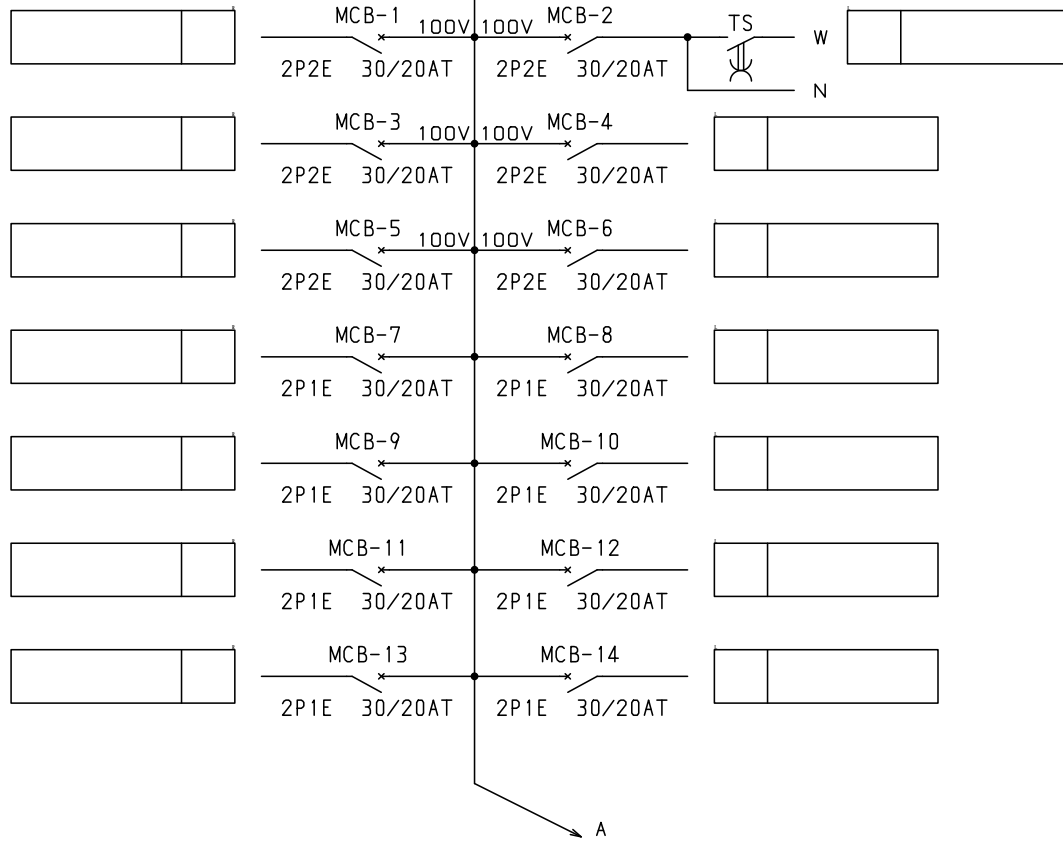 MCB-1 100V 100V MCB-2 TS W
2P2E 30/20AT 2P2E 30/20AT N
MCB-3 100V 100V MCB-4
2P2E 30/20AT 2P2E 30/20AT
MCB-5 100V 100V MCB-6
2P2E 30/20AT 2P2E 30/20AT
MCB-7 MCB-8
2P1E 30/20AT 2P1E 30/20AT
MCB-9 MCB-10
2P1E 30/20AT 2P1E 30/20AT
MCB-11 MCB-12
2P1E 30/20AT 2P1E 30/20AT
MCB-13 MCB-14
2P1E 30/20AT 2P1E 30/20AT
A